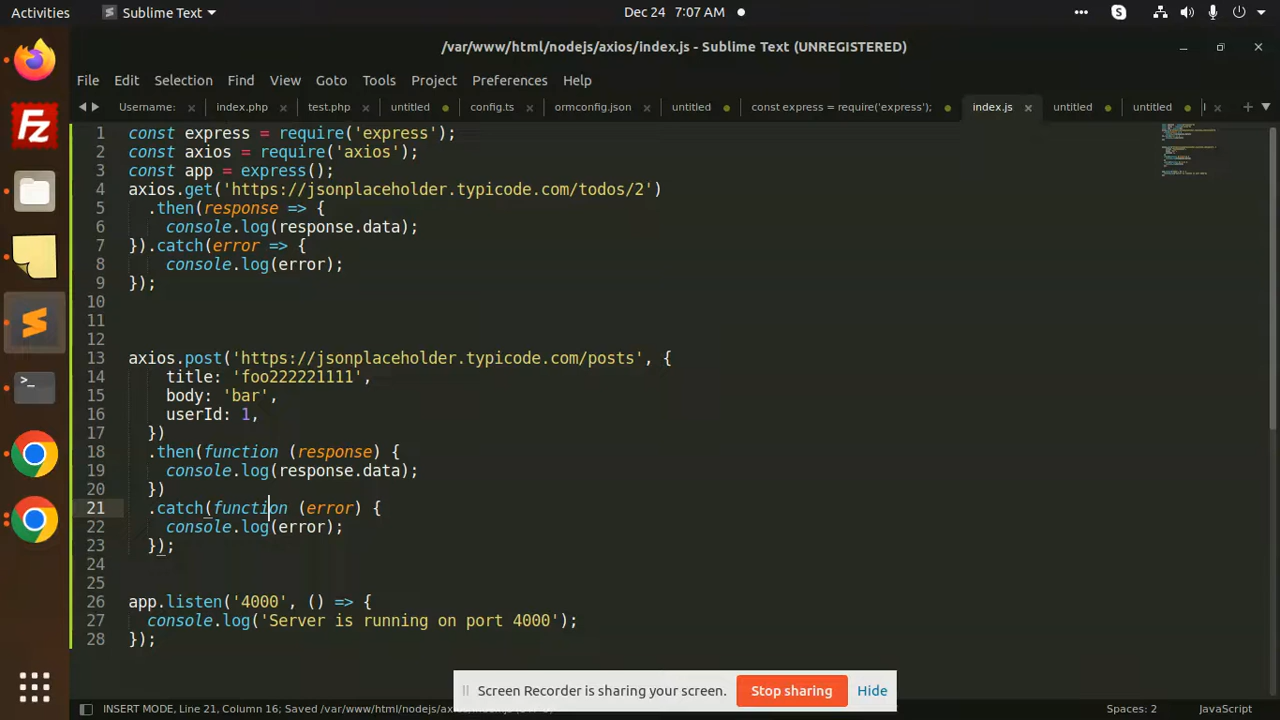 Activities
Sublime Text
Dec 24 7:07 AM
/var/www/html/nodejs/axios/index.js - Sublime Text (UNREGISTERED)
File Edit Selection Find View Goto Tools Project Preferences Help
Username: index.php test.php untitled config.ts ormconfig.json untitled const express = require('express'); index.js untitled untitled
1 const express = require('express');
2 const axios = require('axios');
3 const app = express();
4 axios.get('https://jsonplaceholder.typicode.com/todos/2')
5 .then(response => {
6 console.log(response.data);
7 }).catch(error => {
8 console.log(error);
9 });
10
11
12
13 axios.post('https://jsonplaceholder.typicode.com/posts', {
14 title: 'foo222221111',
15 body: 'bar',
16 userId: 1,
17 })
18 .then(function (response) {
19 console.log(response.data);
20 })
21 .catch(function (error) {
22 console.log(error);
23 });
24
25
26 app.listen('4000', () => {
27 console.log('Server is running on port 4000');
28 });
Screen Recorder is sharing your screen. Stop sharing Hide
INSERT MODE, Line 21, Column 16; Saved /var/www/html/nodejs/axios/
Spaces: 2 JavaScript